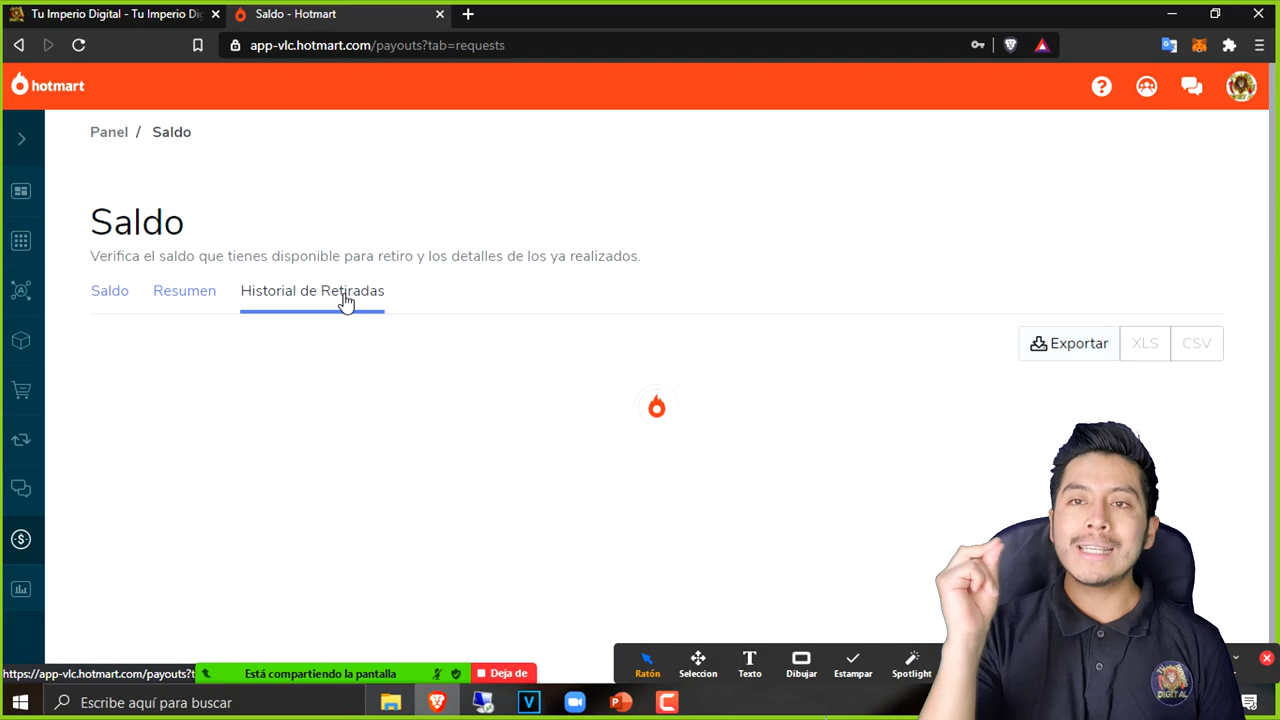 Tu Imperio Digital - Tu Imperio Di
Saldo - Hotmart
app-vlc.hotmart.com/payouts?tab=requests
hotmart
Panel / Saldo
Saldo
Verifica el saldo que tienes disponible para retiro y los detalles de los ya realizados.
Saldo Resumen Historial de Retiradas
Exportar XLS CSV
https://app-vlc.hotmart.com/payouts?t
Está compartiendo la pantalla
Deja de
Ratón Seleccion Texto Dibujar Estampar Spotlight
DIGITAL
Escribe aquí para buscar